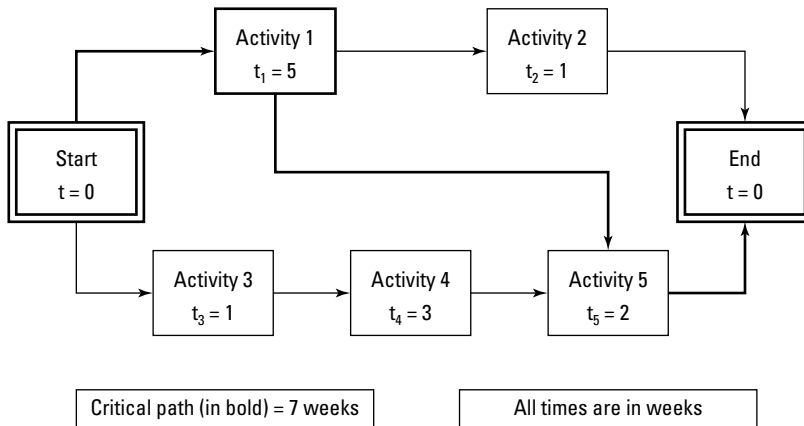 Activity 1
t₁ = 5
Activity 2
t₂ = 1
Start
t = 0
End
t = 0
Activity 3
t₃ = 1
Activity 4
t₄ = 3
Activity 5
t₅ = 2
Critical path (in bold) = 7 weeks
All times are in weeks